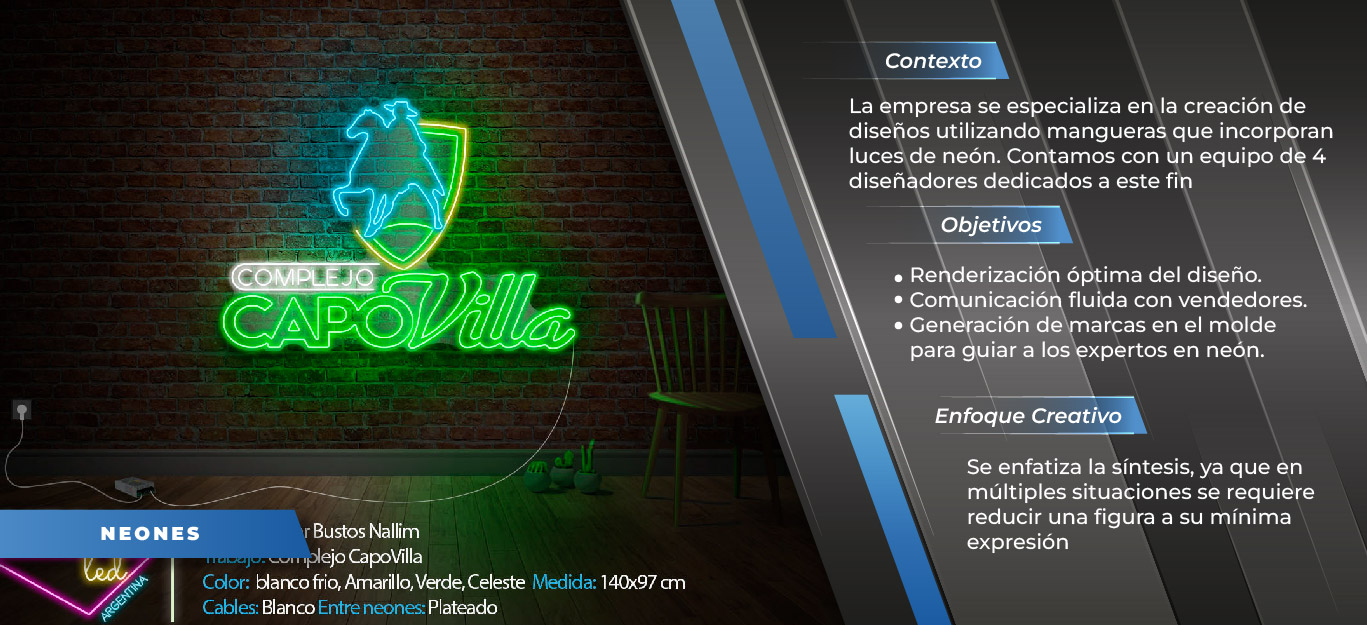 COMPLEJO
CAPOVilla
NEONES
Bustos Nallim
Trabajo: Complejo CapoVilla
Color: blanco frio, Amarillo, Verde, Celeste Medida: 140x97 cm
Cables: Blanco Entre neones: Plateado
led
ARGENTINA
Contexto
La empresa se especializa en la creación de
diseños utilizando mangueras que incorporan
luces de neón. Contamos con un equipo de 4
diseñadores dedicados a este fin
Objetivos
• Renderización óptima del diseño.
• Comunicación fluida con vendedores.
• Generación de marcas en el molde
para guiar a los expertos en neón.
Enfoque Creativo
Se enfatiza la síntesis, ya que en
múltiples situaciones se requiere
reducir una figura a su mínima
expresión